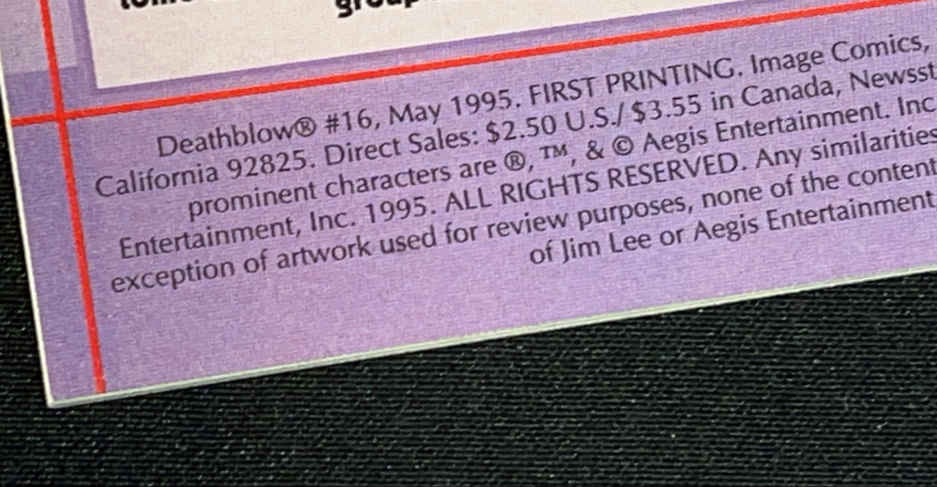 Deathblow® #16, May 1995. FIRST PRINTING. Image Comics,
California 92825. Direct Sales: $2.50 U.S./ $3.55 in Canada, Newsst
prominent characters are ®, ™, & © Aegis Entertainment. Inc
Entertainment, Inc. 1995. ALL RIGHTS RESERVED. Any similarities
exception of artwork used for review purposes, none of the content
of Jim Lee or Aegis Entertainment